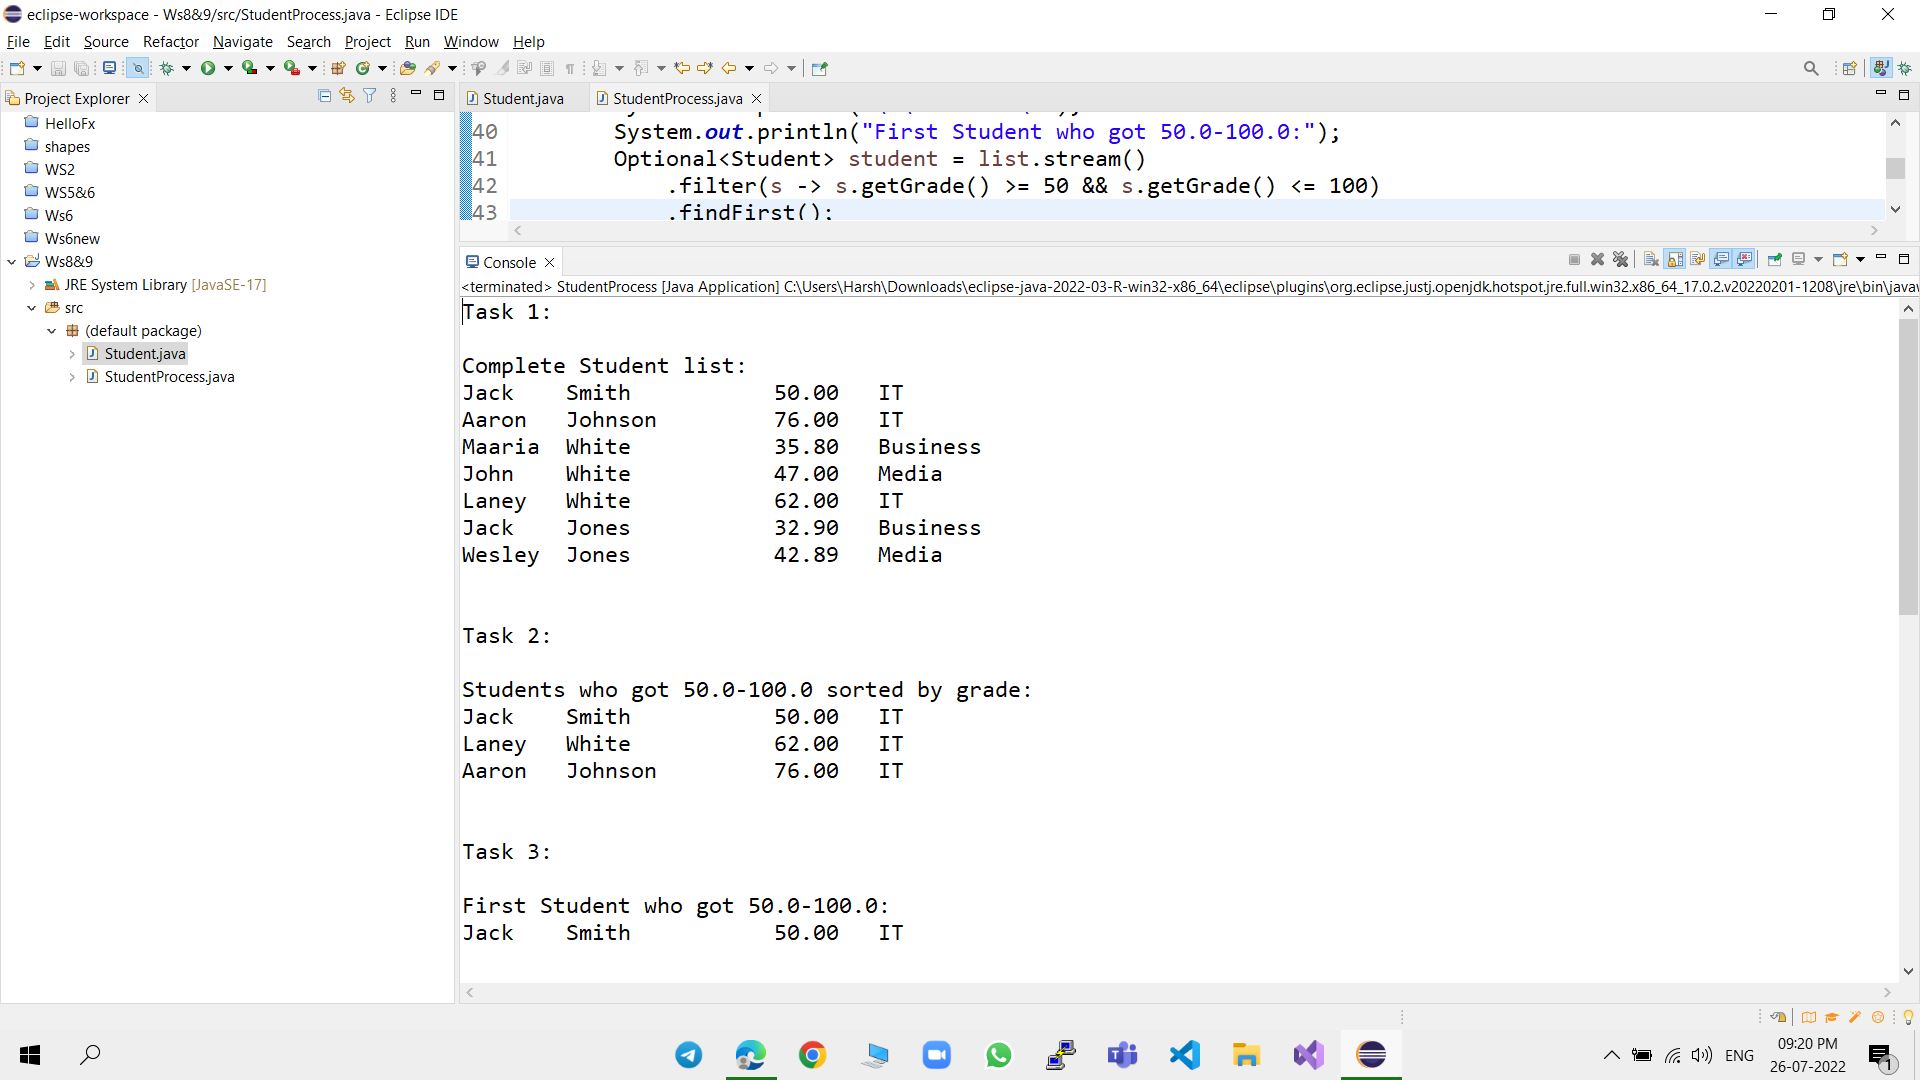 eclipse-workspace - Ws8&9/src/StudentProcess.java - Eclipse IDE
File Edit Source Refactor Navigate Search Project Run Window Help
Project Explorer
HelloFx
shapes
WS2
WS5&6
Ws6
Ws6new
Ws8&9
JRE System Library [JavaSE-17]
src
(default package)
Student.java
StudentProcess.java
Student.java StudentProcess.java
40 System.out.println("First Student who got 50.0-100.0:");
41 Optional<Student> student = list.stream()
42 .filter(s -> s.getGrade() >= 50 && s.getGrade() <= 100)
43 .findFirst();
Console
<terminated> StudentProcess [Java Application] C:\Users\Harsh\Downloads\eclipse-java-2022-03-R-win32-x86_64\eclipse\plugins\org.eclipse.justj.openjdk.hotspot.jre.full.win32.x86_64_17.0.2.v20220201-1208\jre\bin\java
Task 1:
Complete Student list:
Jack Smith 50.00 IT
Aaron Johnson 76.00 IT
Maaria White 35.80 Business
John White 47.00 Media
Laney White 62.00 IT
Jack Jones 32.90 Business
Wesley Jones 42.89 Media
Task 2:
Students who got 50.0-100.0 sorted by grade:
Jack Smith 50.00 IT
Laney White 62.00 IT
Aaron Johnson 76.00 IT
Task 3:
First Student who got 50.0-100.0:
Jack Smith 50.00 IT
ENG
09:20 PM
26-07-2022
1